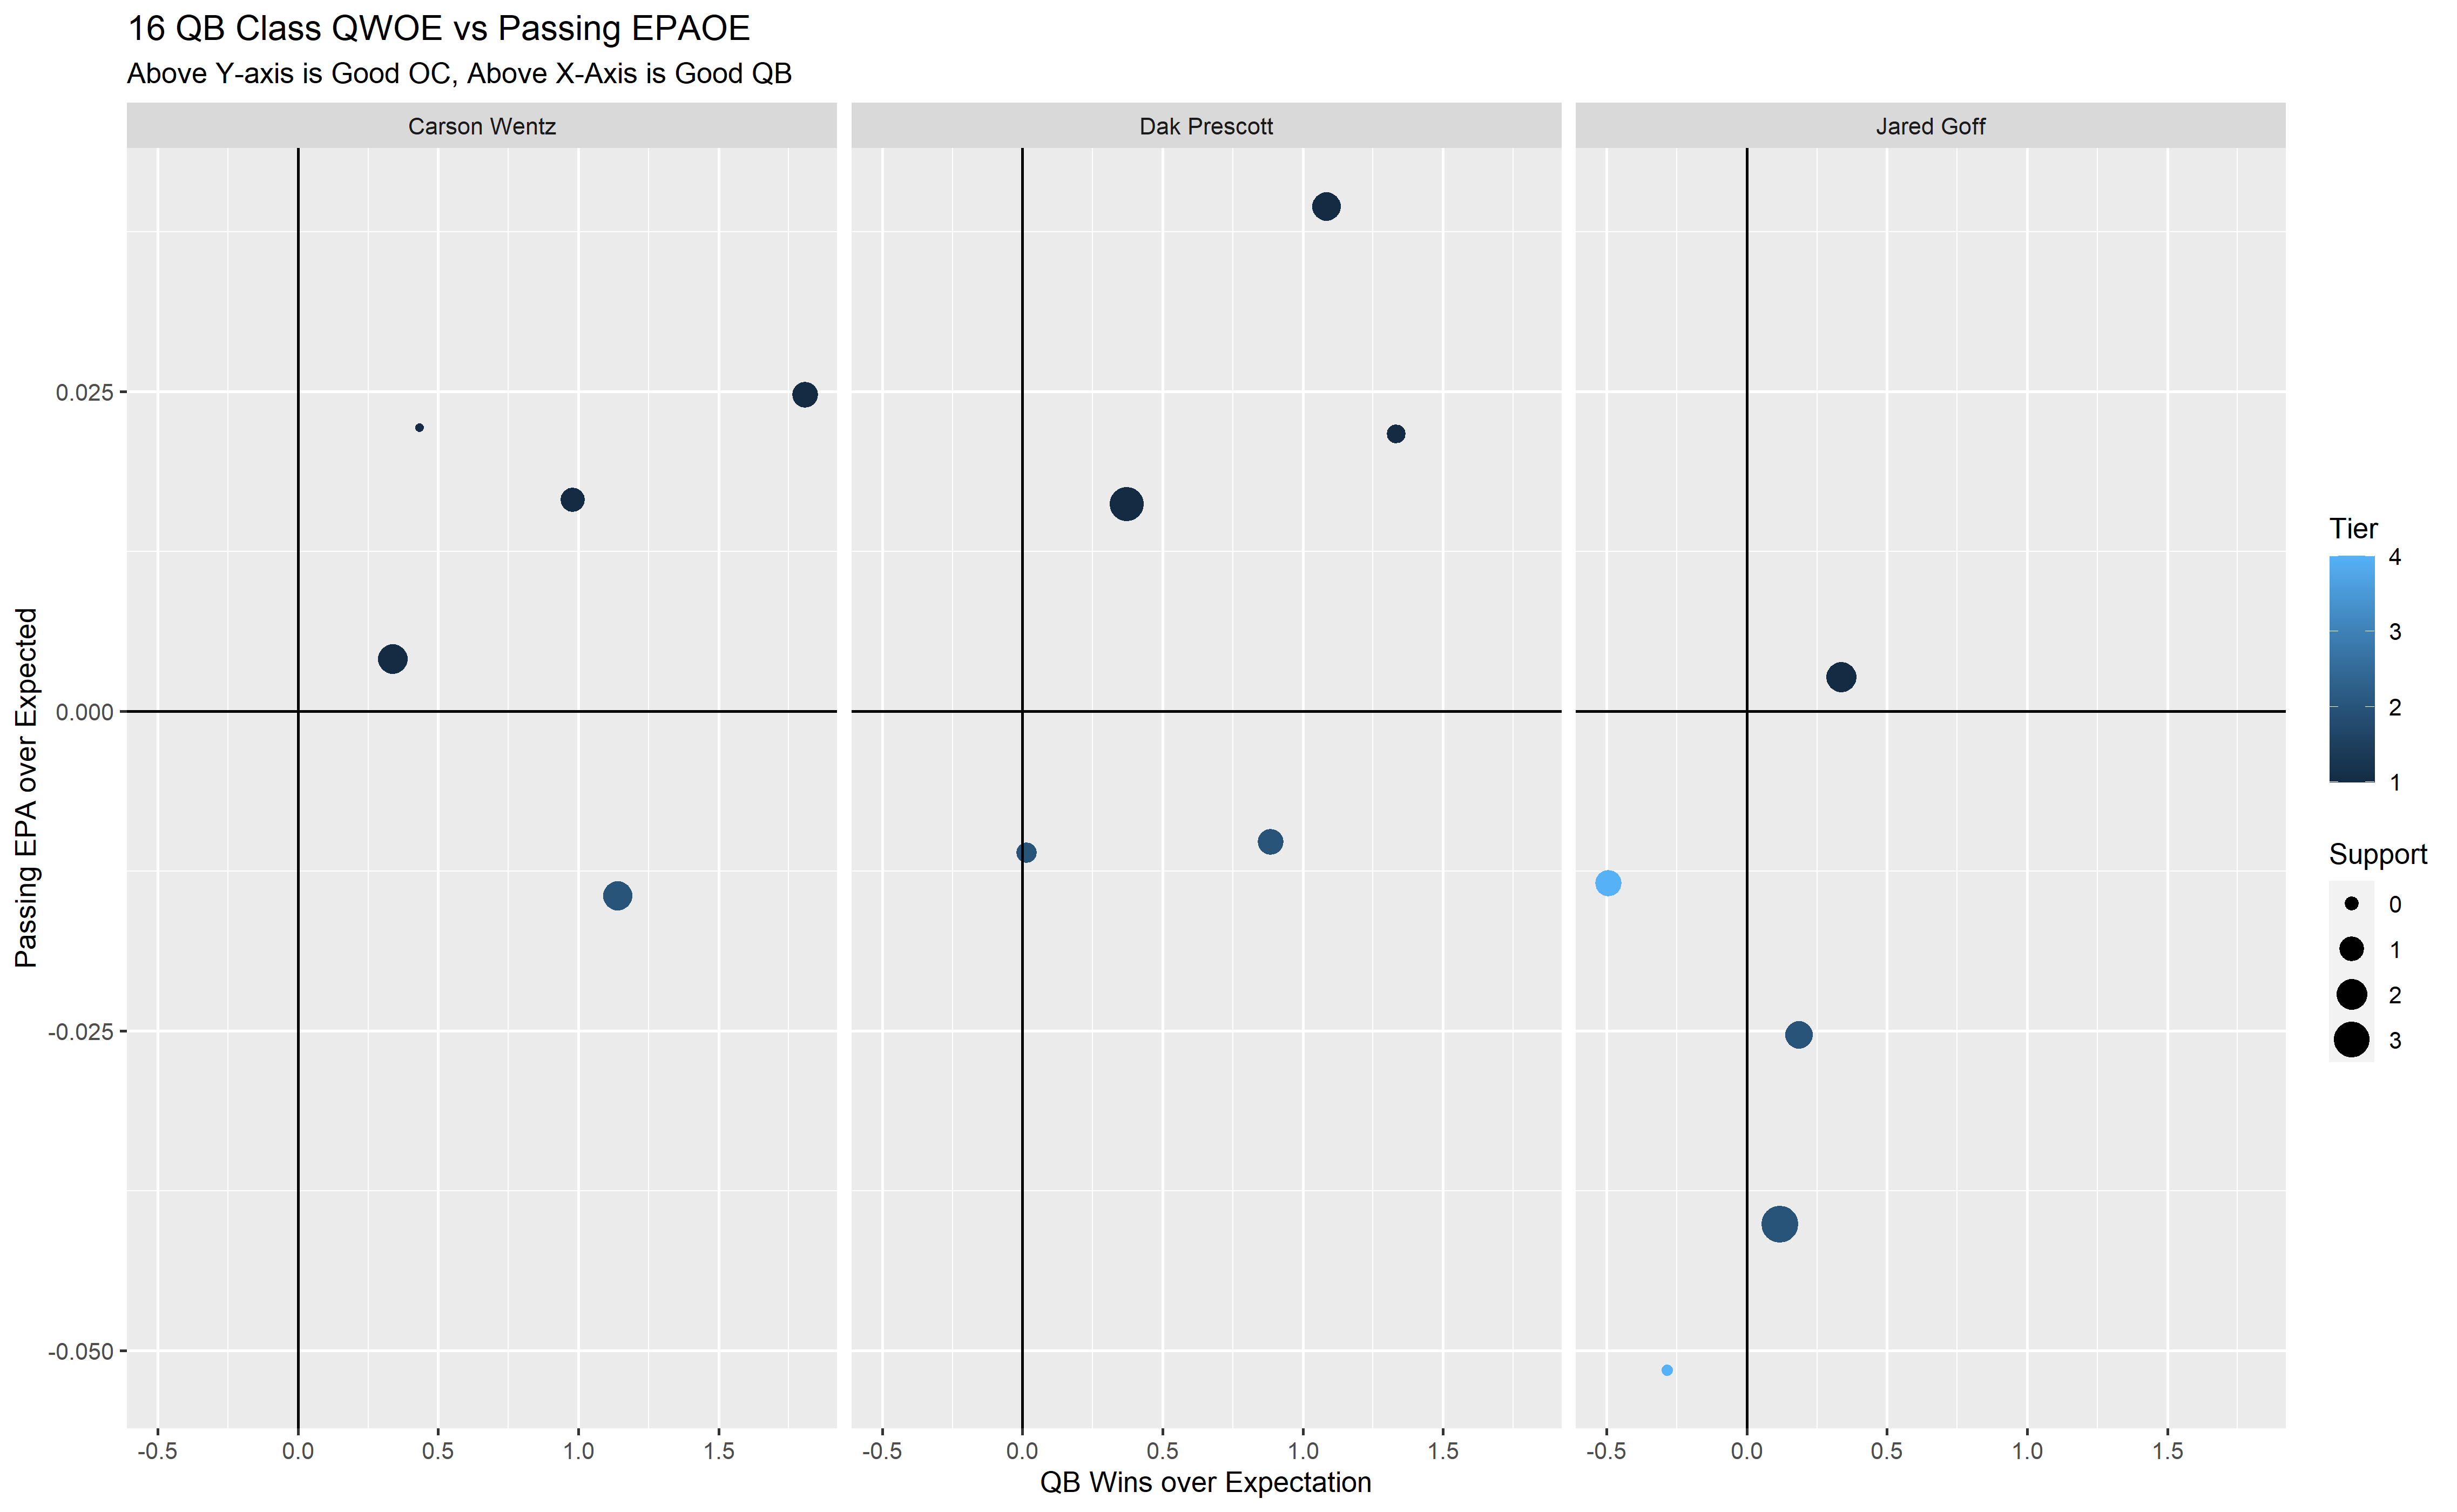 16 QB Class QWOE vs Passing EPAOE
Above Y-axis is Good OC, Above X-Axis is Good QB
Carson Wentz
Dak Prescott
Jared Goff
Passing EPA over Expected
0.025
0.000
-0.025
-0.050
-0.5 0.0 0.5 1.0 1.5
-0.5 0.0 0.5 1.0 1.5
-0.5 0.0 0.5 1.0 1.5
QB Wins over Expectation
Tier
4
3
2
1
Support
0
1
2
3